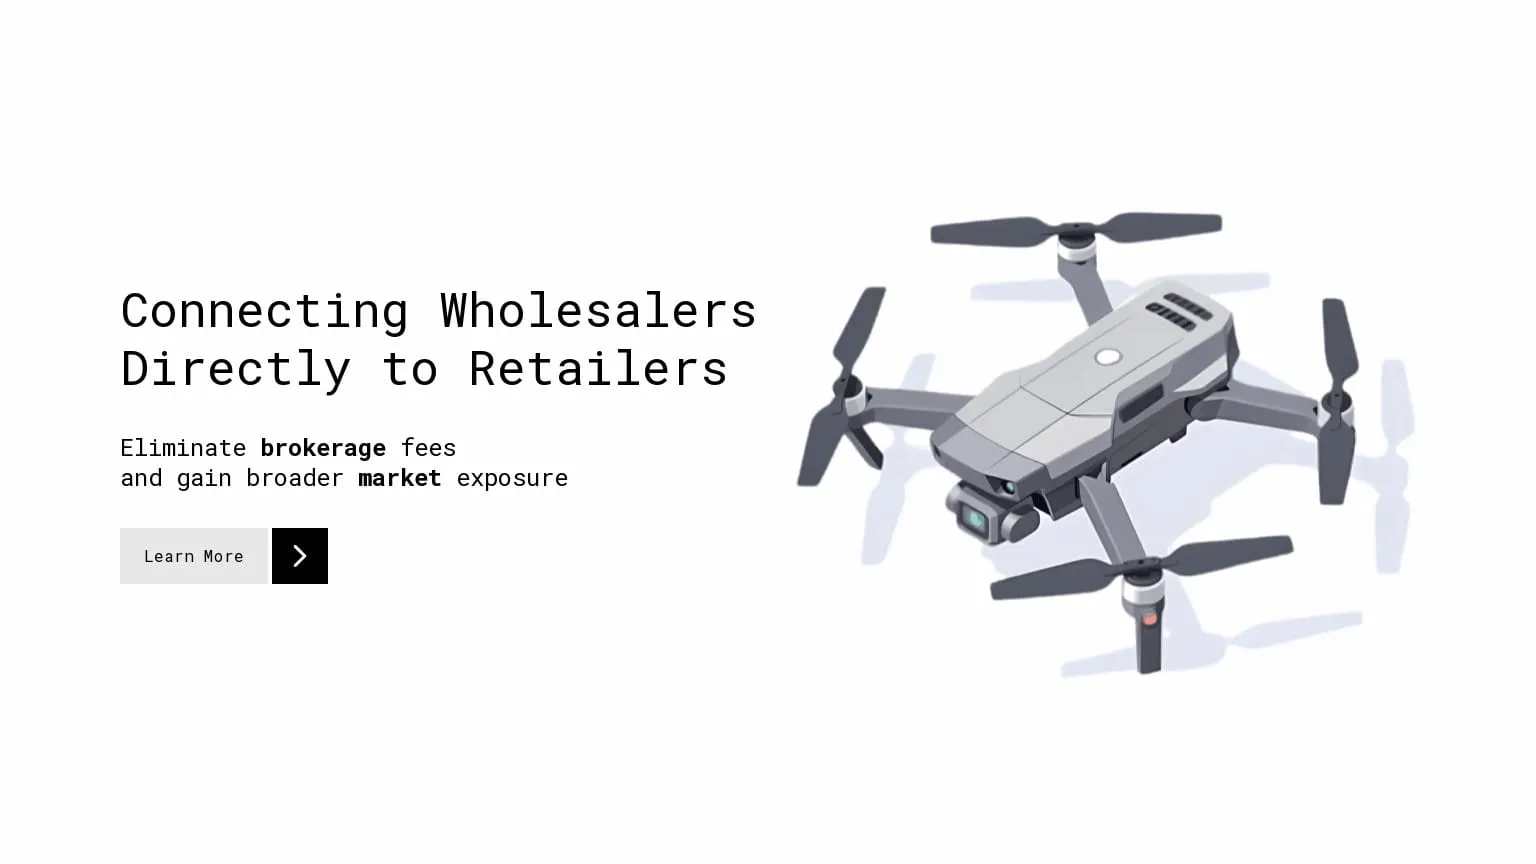 Connecting Wholesalers
Directly to Retailers
Eliminate brokerage fees
and gain broader market exposure
Learn More